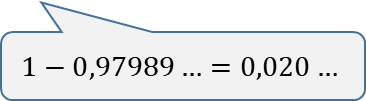 1 − 0,97989 ... = 0,020 ...